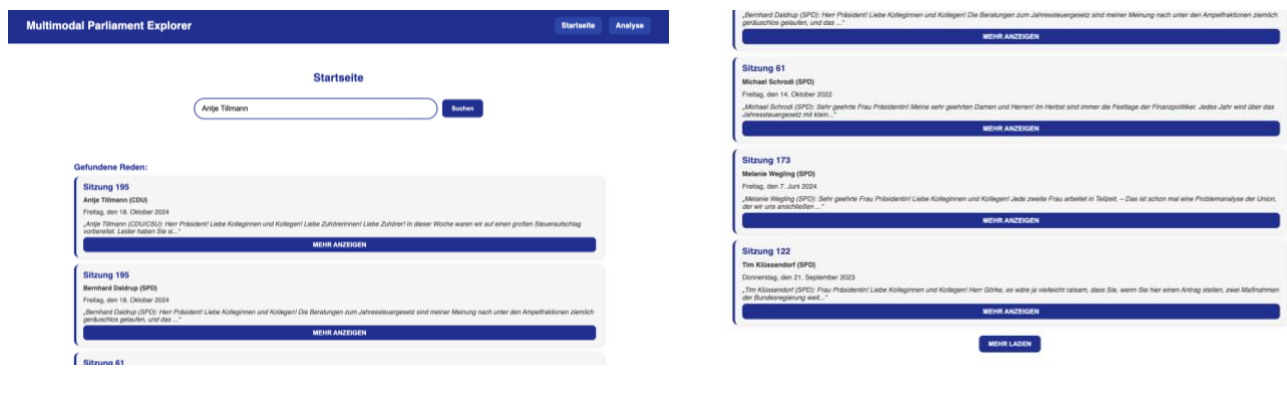 Multimodal Parliament Explorer
Startseite
Analyse
Startseite
Antje Tillmann
Suchen
Gefundene Reden:
Sitzung 195
Antje Tillmann (CDU)
Freitag, den 18. Oktober 2024
„Antje Tillmann (CDU/CSU): Herr Präsident! Liebe Kolleginnen und Kollegen! Liebe Zuhörerinnen! Liebe Zuhörer! In dieser Woche waren wir auf einen großen Steueraufschlag
vorbereitet. Leider haben Sie si..."
MEHR ANZEIGEN
Sitzung 195
Bernhard Daldrup (SPD)
Freitag, den 18. Oktober 2024
„Bernhard Daldrup (SPD): Herr Präsident! Liebe Kolleginnen und Kollegen! Die Beratungen zum Jahressteuergesetz sind meiner Meinung nach unter den Ampelfraktionen ziemlich
geräuschlos gelaufen, und das ..."
MEHR ANZEIGEN
Sitzung 61
„Bernhard Daldrup (SPD): Herr Präsident! Liebe Kolleginnen und Kollegen! Die Beratungen zum Jahressteuergesetz sind meiner Meinung nach unter den Ampelfraktionen ziemlich
geräuschlos gelaufen, und das ..."
MEHR ANZEIGEN
Sitzung 61
Michael Schrodi (SPD)
Freitag, den 14. Oktober 2022
„Michael Schrodi (SPD): Sehr geehrte Frau Präsidentin! Meine sehr geehrten Damen und Herren! Im Herbst sind immer die Festtage der Finanzpolitiker. Jedes Jahr wird über das
Jahressteuergesetz mit klein..."
MEHR ANZEIGEN
Sitzung 173
Melanie Wegling (SPD)
Freitag, den 7. Juni 2024
„Melanie Wegling (SPD): Sehr geehrte Frau Präsidentin! Liebe Kolleginnen und Kollegen! Jede zweite Frau arbeitet in Teilzeit. – Das ist schon mal eine Problemanalyse der Union,
der wir uns anschließen...."
MEHR ANZEIGEN
Sitzung 122
Tim Klüssendorf (SPD)
Donnerstag, den 21. September 2023
„Tim Klüssendorf (SPD): Frau Präsidentin! Liebe Kolleginnen und Kollegen! Herr Görke, es wäre ja vielleicht ratsam, dass Sie, wenn Sie hier einen Antrag stellen, zwei Maßnahmen
der Bundesregierung weit..."
MEHR ANZEIGEN
MEHR LADEN